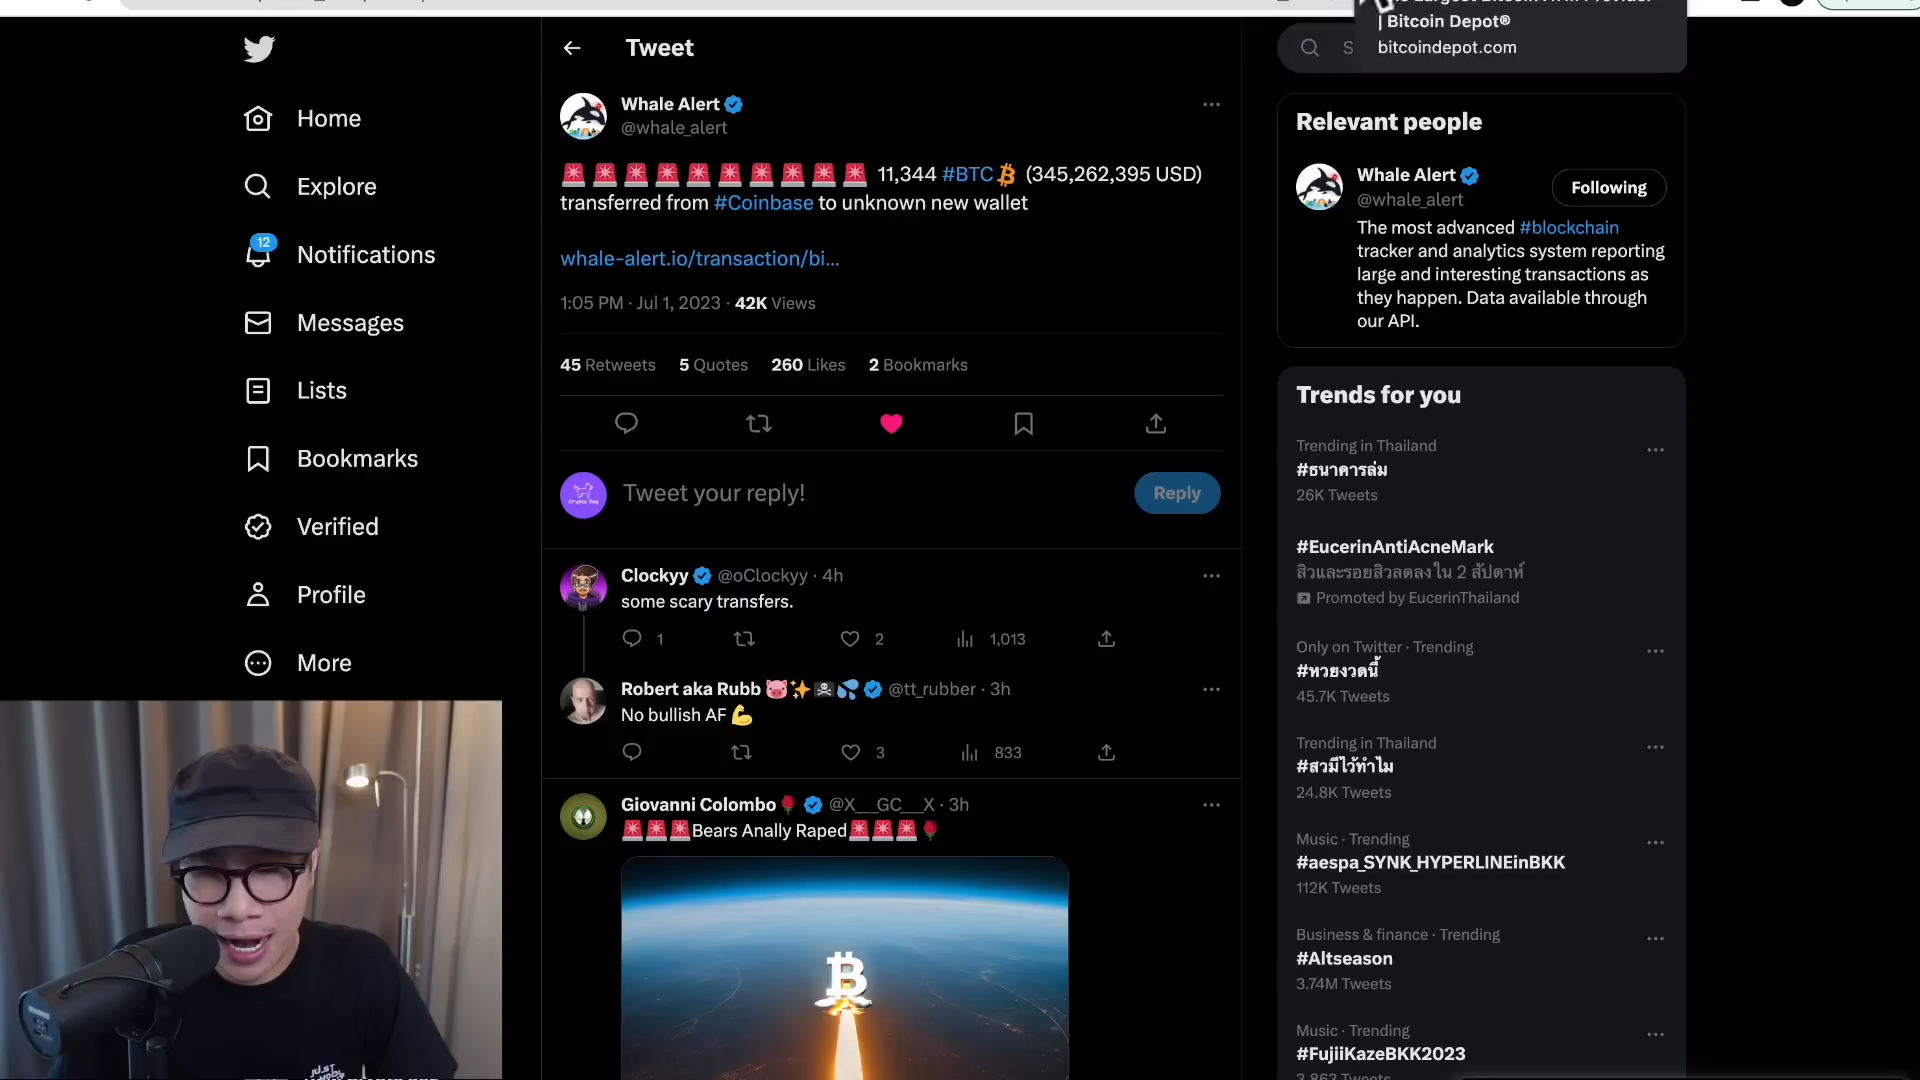 | Bitcoin Depot®
bitcoindepot.com
Home
Explore
12
Notifications
Messages
Lists
Bookmarks
Verified
Profile
More
Tweet
Whale Alert
@whale_alert
🚨🚨🚨🚨🚨🚨🚨🚨🚨🚨 11,344 #BTC (345,262,395 USD)
transferred from #Coinbase to unknown new wallet
whale-alert.io/transaction/bi…
1:05 PM · Jul 1, 2023 · 42K Views
45 Retweets 5 Quotes 260 Likes 2 Bookmarks
Tweet your reply!
Reply
Clockyy @oClockyy · 4h
some scary transfers.
1 2 1,013
Robert aka Rubb 🐷✨☠️💦 @tt_rubber · 3h
No bullish AF 💪
3 833
Giovanni Colombo🌹 @X__GC__X · 3h
🚨🚨🚨Bears Anally Raped🚨🚨🚨🌹
S
Relevant people
Whale Alert
@whale_alert
Following
The most advanced #blockchain
tracker and analytics system reporting
large and interesting transactions as
they happen. Data available through
our API.
Trends for you
Trending in Thailand
#ธนาคารล่ม
26K Tweets
#EucerinAntiAcneMark
สิวและรอยสิวลดลงใน 2 สัปดาห์
Promoted by EucerinThailand
Only on Twitter · Trending
#หวยงวดนี้
45.7K Tweets
Trending in Thailand
#สวมีไว้ทำไม
24.8K Tweets
Music · Trending
#aespa_SYNK_HYPERLINEinBKK
112K Tweets
Business & finance · Trending
#Altseason
3.74M Tweets
Music · Trending
#FujiiKazeBKK2023
3,863 Tweets